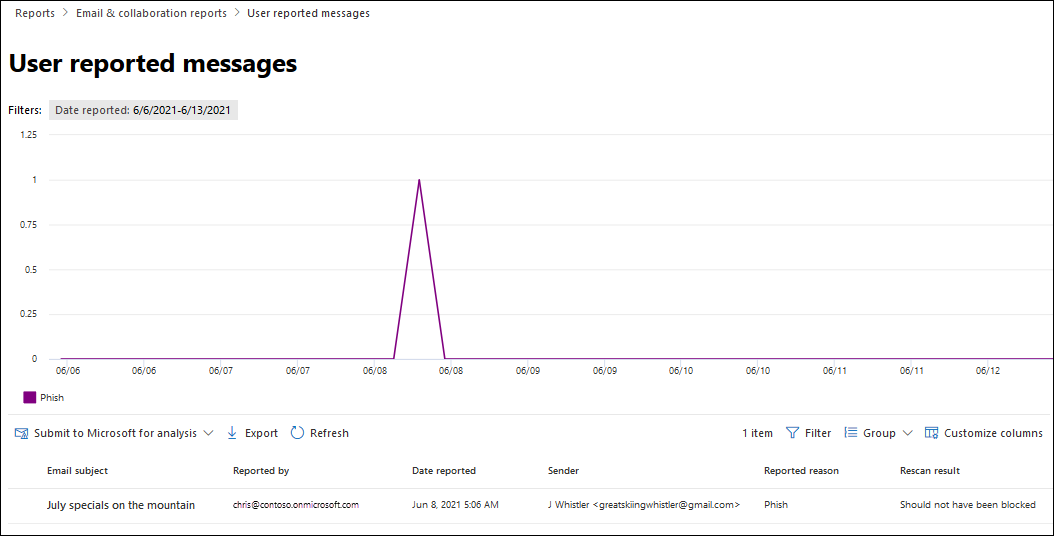 Reports > Email & collaboration reports > User reported messages
User reported messages
Filters: Date reported: 6/6/2021-6/13/2021
1.25
1
0.75
0.5
0.25
0
06/06 06/06 06/07 06/07 06/08 06/08 06/09 06/09 06/10 06/10 06/11 06/11 06/12
Phish
Submit to Microsoft for analysis Export Refresh 1 item Filter Group Customize columns
Email subject Reported by Date reported Sender Reported reason Rescan result
July specials on the mountain chris@contoso.onmicrosoft.com Jun 8, 2021 5:06 AM J Whistler <greatskiingwhistler@gmail.com> Phish Should not have been blocked